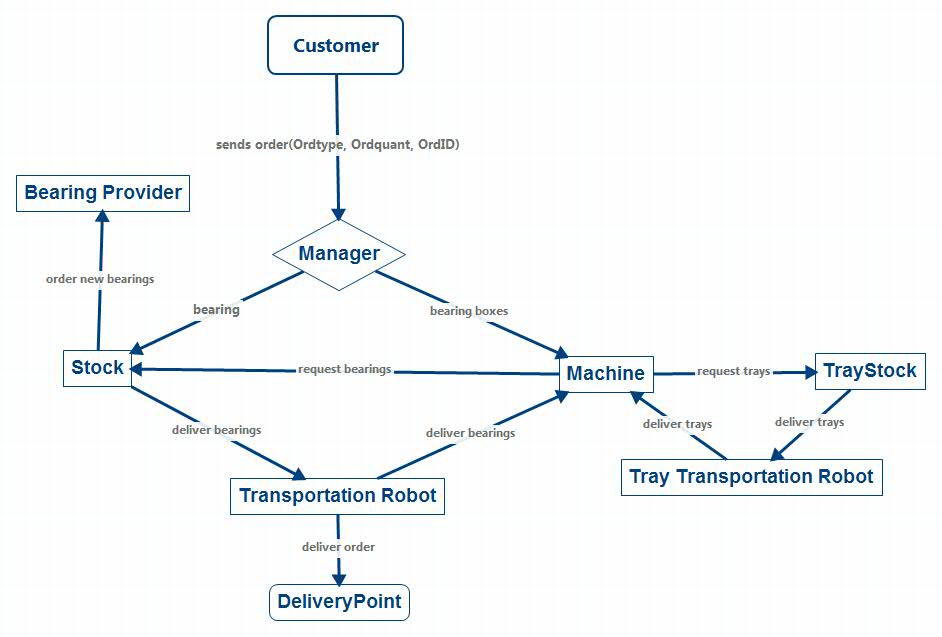 Customer
sends order(Ordtype, Ordquant, OrdID)
Bearing Provider
Manager
order new bearings
bearing
bearing boxes
Stock
request bearings
Machine
request trays
TrayStock
deliver bearings
deliver bearings
deliver trays
deliver trays
Transportation Robot
Tray Transportation Robot
deliver order
DeliveryPoint